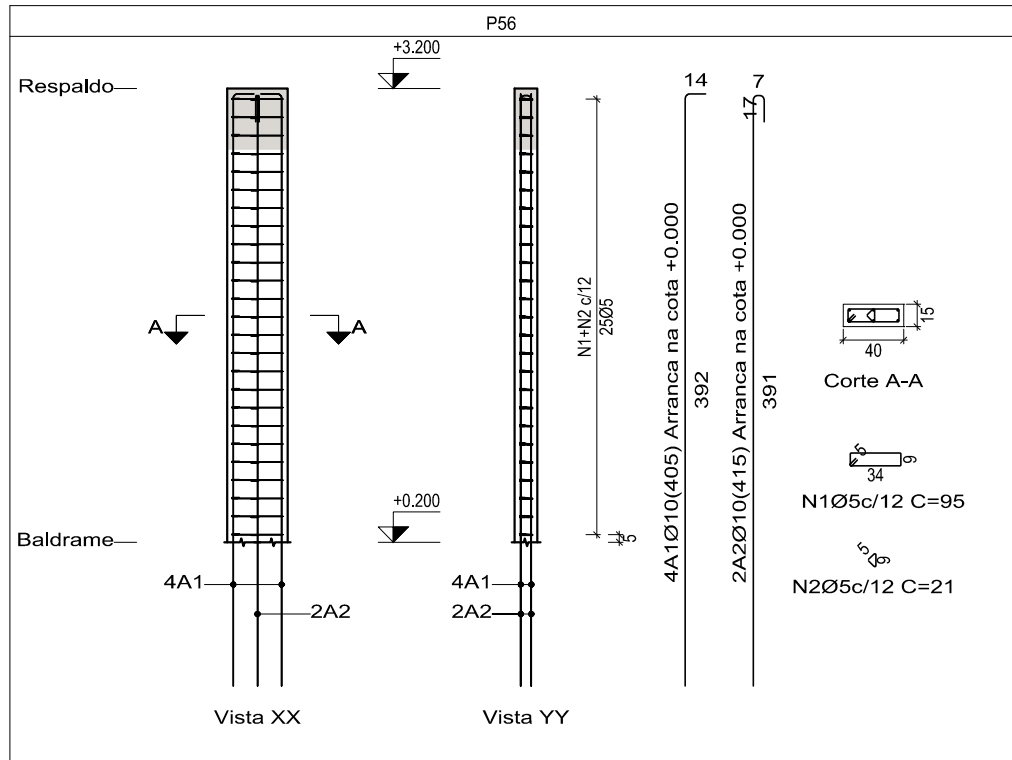 P56
Respaldo
+3.200
14
7
17
N1+N2 c/12
25Ø5
4A1Ø10(405) Arranca na cota +0.000
392
2A2Ø10(415) Arranca na cota +0.000
391
A
A
15
40
Corte A-A
5
9
34
N1Ø5c/12 C=95
5
9
N2Ø5c/12 C=21
Baldrame
+0.200
5
4A1
2A2
4A1
2A2
Vista XX
Vista YY